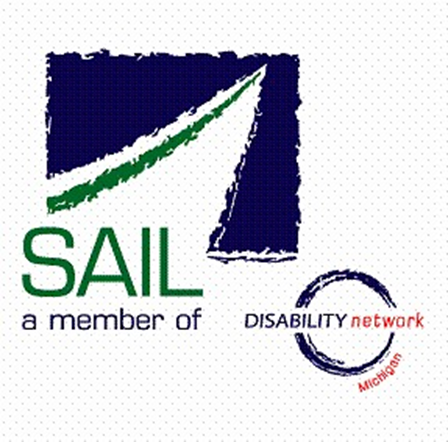 SAIL
a member of
DISABILITY network
Michigan